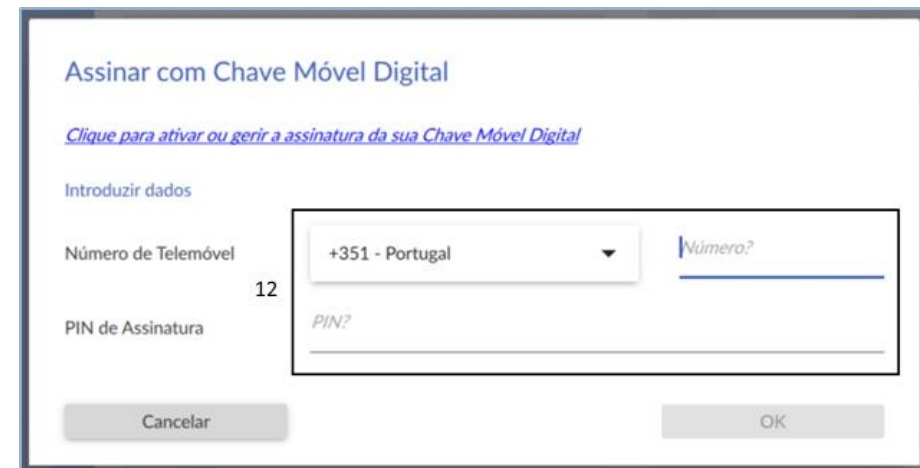 Assinar com Chave Móvel Digital
Clique para ativar ou gerir a assinatura da sua Chave Móvel Digital
Introduzir dados
Número de Telemóvel
+351 - Portugal
Número?
12
PIN de Assinatura
PIN?
Cancelar
OK